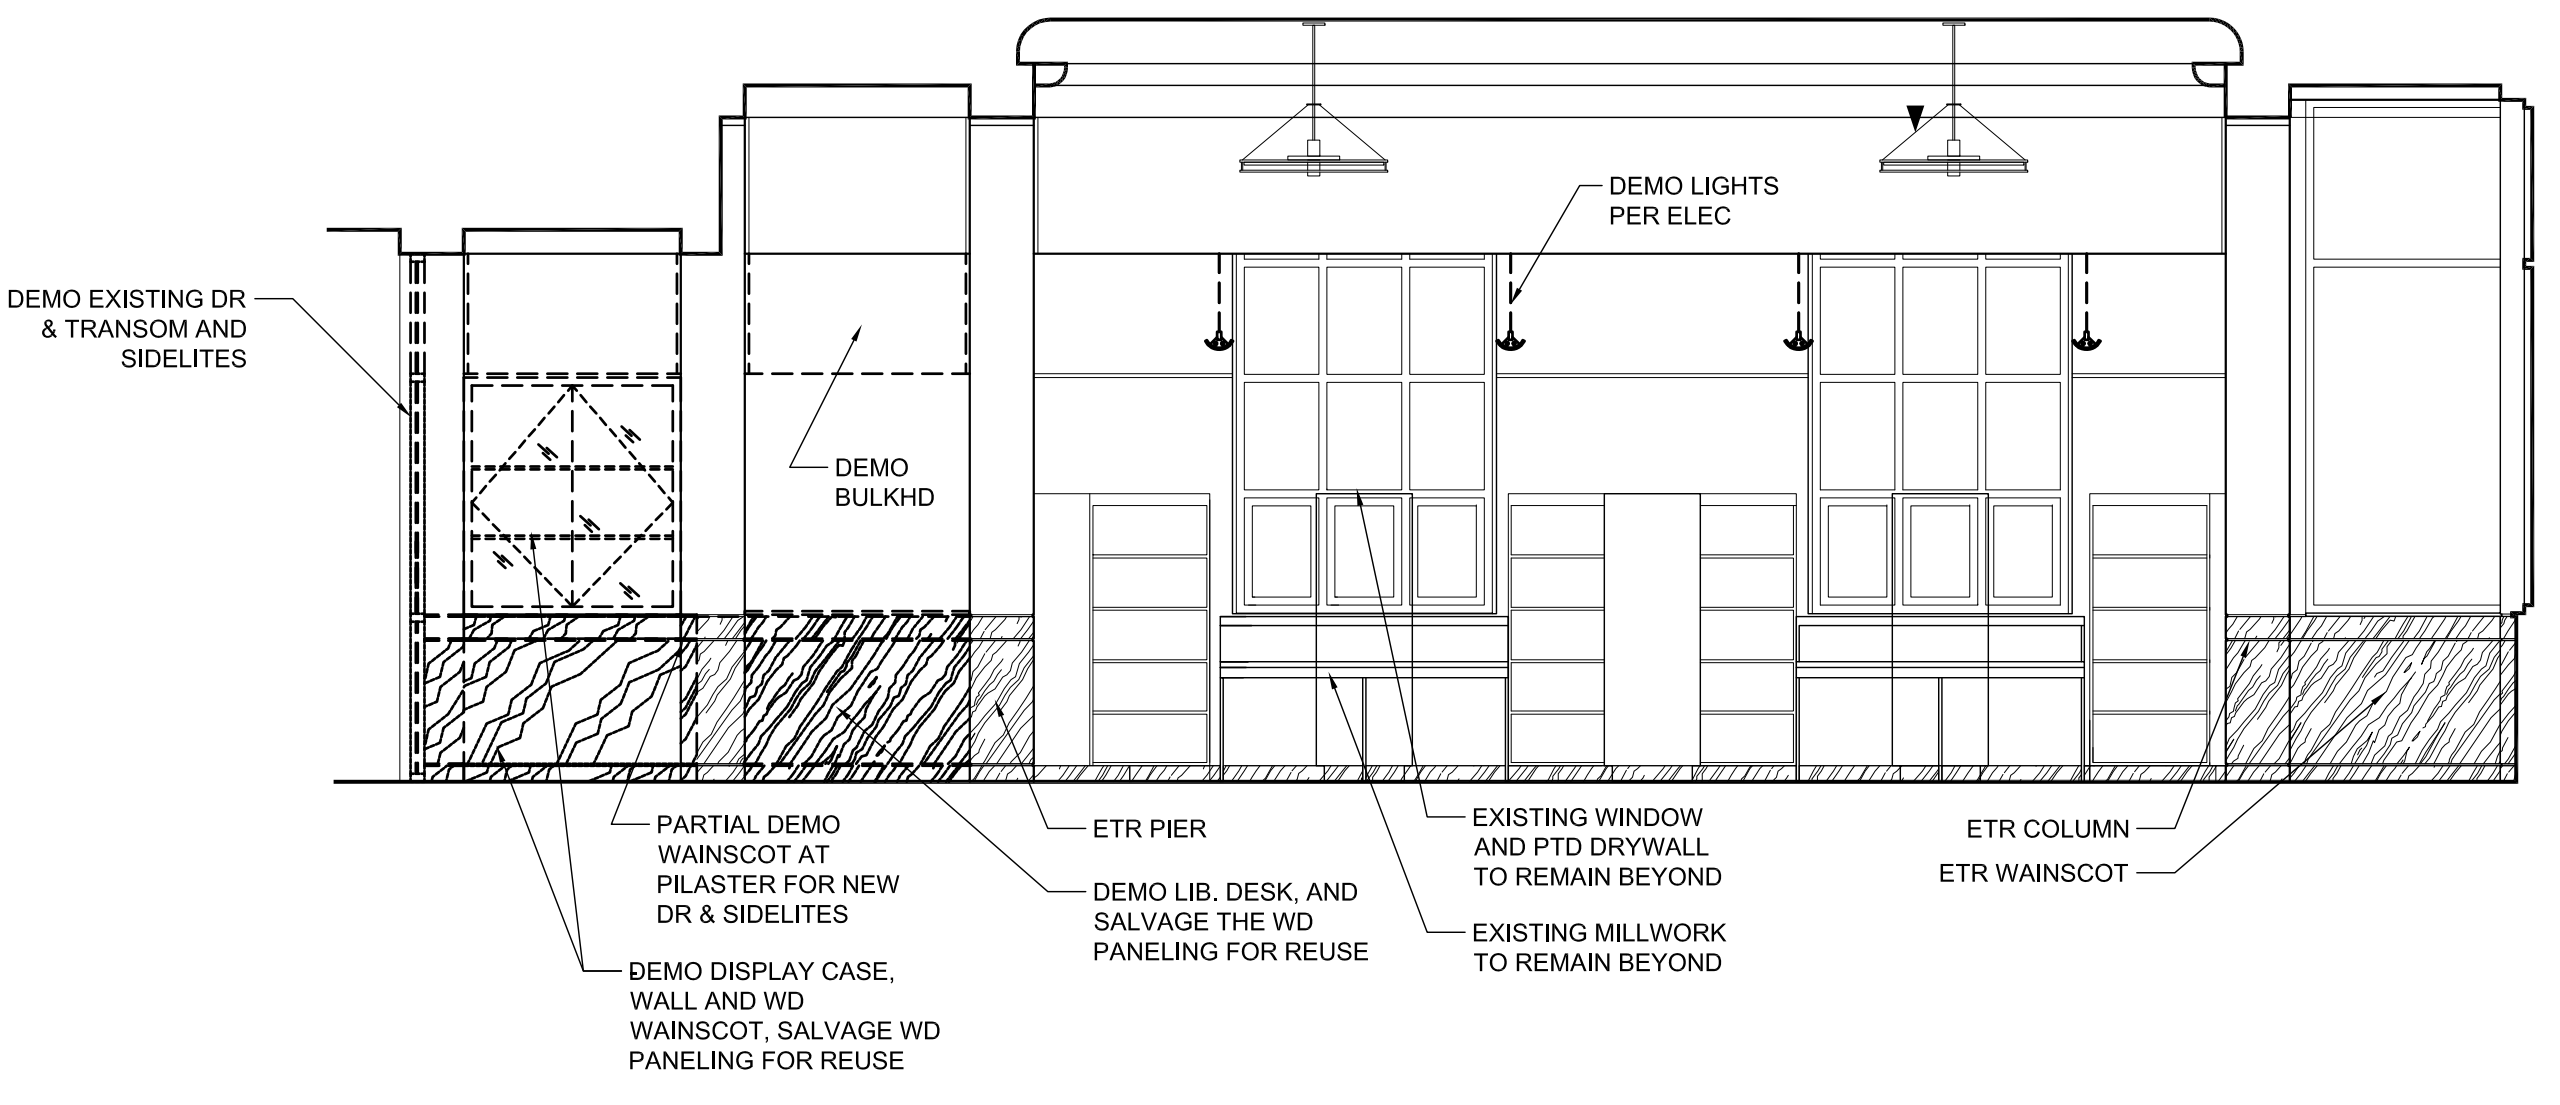 DEMO LIGHTS
PER ELEC
DEMO EXISTING DR
& TRANSOM AND
SIDELITES
DEMO
BULKHD
PARTIAL DEMO
WAINSCOT AT
PILASTER FOR NEW
DR & SIDELITES
DEMO DISPLAY CASE,
WALL AND WD
WAINSCOT, SALVAGE WD
PANELING FOR REUSE
ETR PIER
DEMO LIB. DESK, AND
SALVAGE THE WD
PANELING FOR REUSE
EXISTING WINDOW
AND PTD DRYWALL
TO REMAIN BEYOND
EXISTING MILLWORK
TO REMAIN BEYOND
ETR COLUMN
ETR WAINSCOT